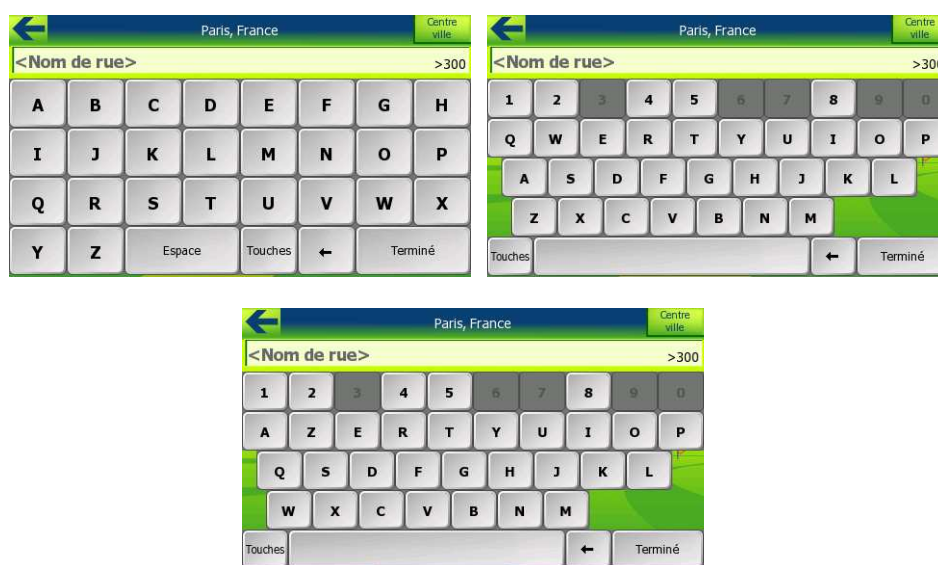 Paris, France
Centre ville
<Nom de rue> >300
A B C D E F G H
I J K L M N O P
Q R S T U V W X
Y Z Espace Touches ← Terminé
Paris, France
Centre ville
<Nom de rue> >300
1 2 3 4 5 6 7 8 9 0
Q W E R T Y U I O P
A S D F G H J K L
Z X C V B N M
Touches ← Terminé
Paris, France
Centre ville
<Nom de rue> >300
1 2 3 4 5 6 7 8 9 0
A Z E R T Y U I O P
Q S D F G H J K L
W X C V B N M
Touches ← Terminé